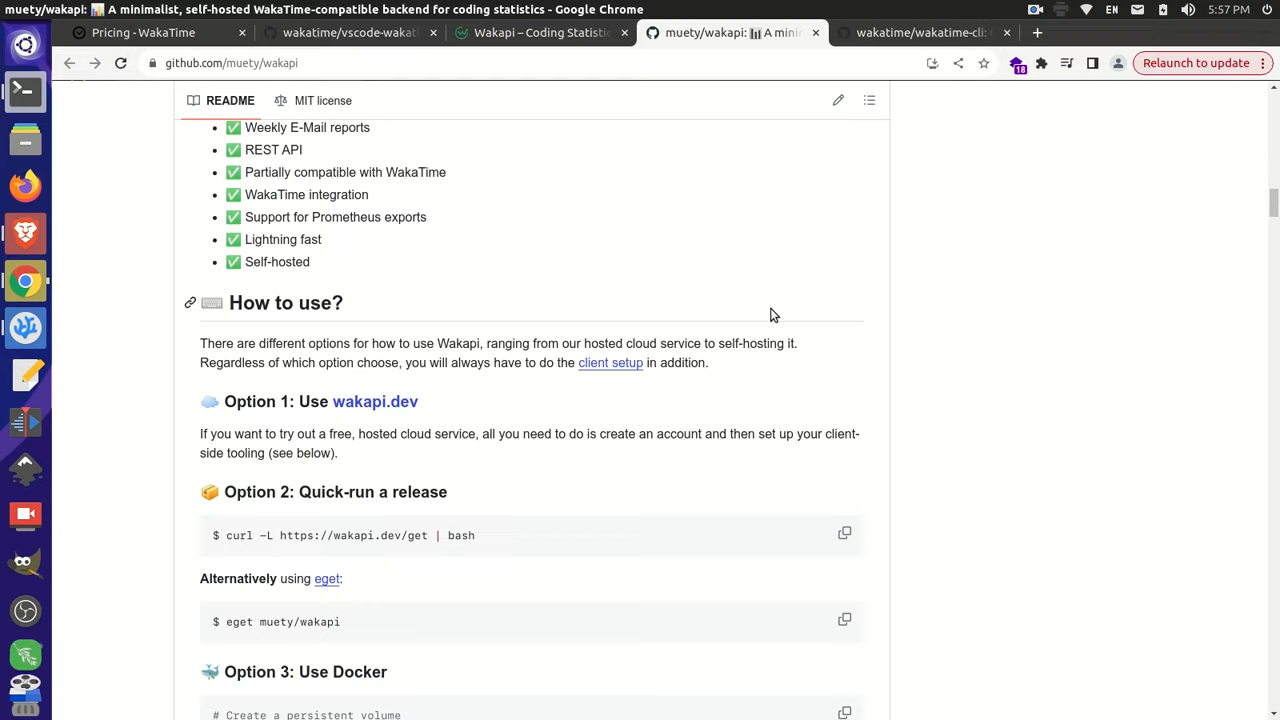 muety/wakapi: 📊 A minimalist, self-hosted WakaTime-compatible backend for coding statistics - Google Chrome
EN
5:57 PM
Pricing - WakaTime
wakatime/vscode-wakati
Wakapi – Coding Statistic
muety/wakapi: 📊 A mini
wakatime/wakatime-cli: C
github.com/muety/wakapi
18
Relaunch to update
README
MIT license
• ✅ Weekly E-Mail reports
• ✅ REST API
• ✅ Partially compatible with WakaTime
• ✅ WakaTime integration
• ✅ Support for Prometheus exports
• ✅ Lightning fast
• ✅ Self-hosted
⌨️ How to use?
There are different options for how to use Wakapi, ranging from our hosted cloud service to self-hosting it.
Regardless of which option choose, you will always have to do the client setup in addition.
☁️ Option 1: Use wakapi.dev
If you want to try out a free, hosted cloud service, all you need to do is create an account and then set up your client-
side tooling (see below).
📦 Option 2: Quick-run a release
$ curl -L https://wakapi.dev/get | bash
Alternatively using eget:
$ eget muety/wakapi
🐳 Option 3: Use Docker
# Create a persistent volume